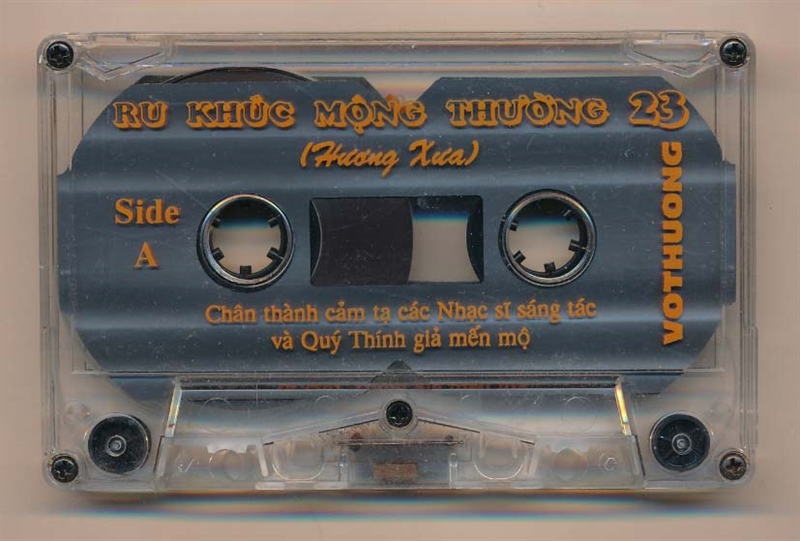 RU KHÚC MỘNG THƯỜNG 23
(Hương Xưa)
Side
A
VOTHUONG
Chân thành cảm tạ các Nhạc sĩ sáng tác
và Quý Thính giả mến mộ